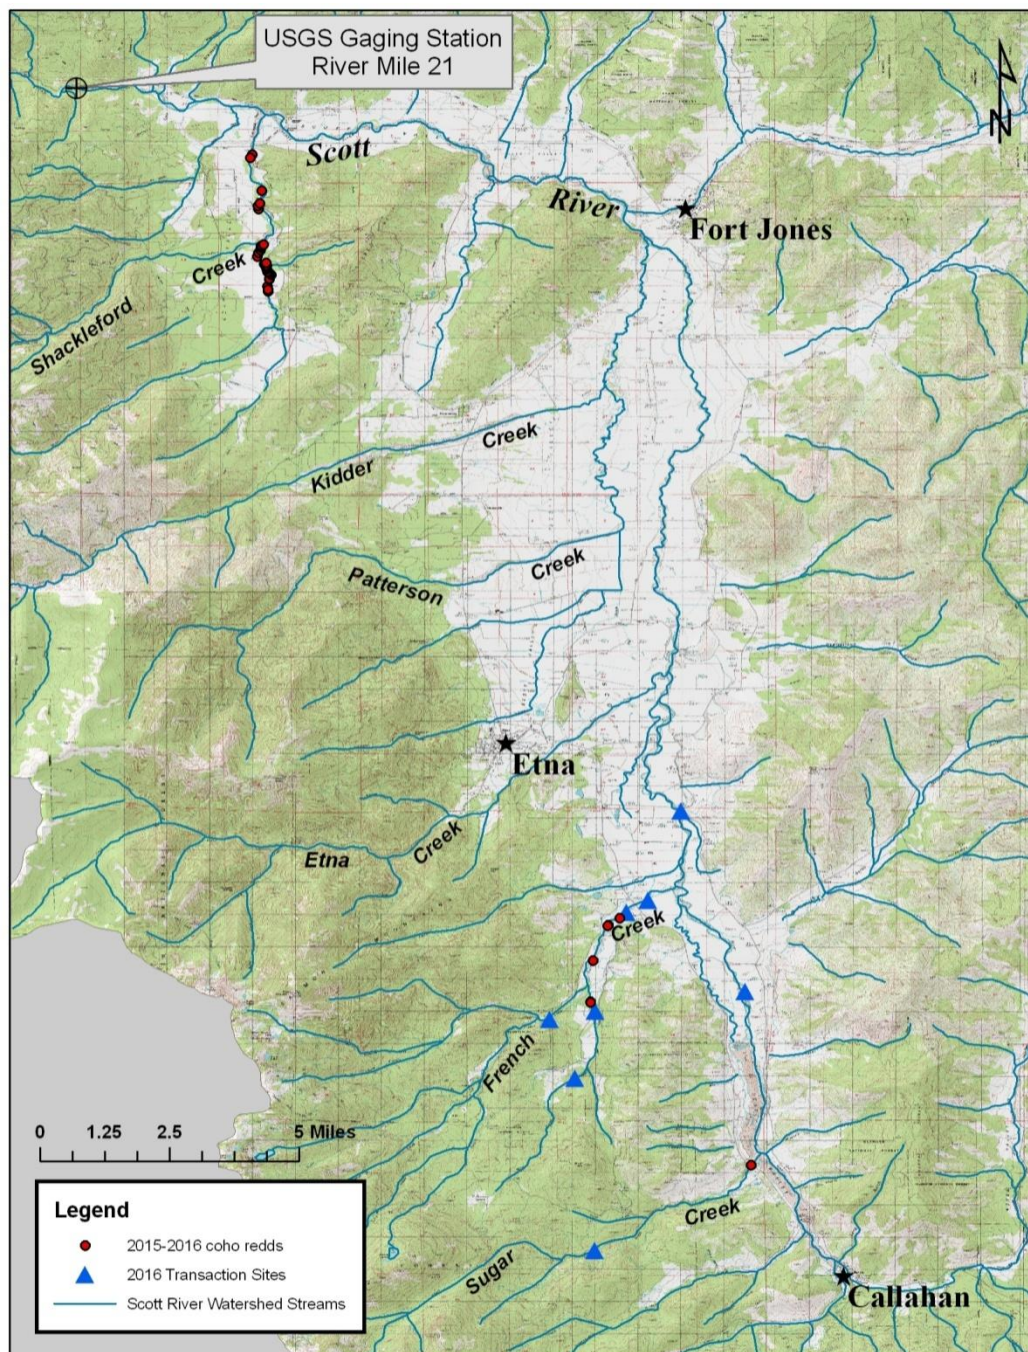 USGS Gaging Station
River Mile 21
Scott
River
Fort Jones
Creek
Shackleford
Creek
Kidder
Creek
Patterson
Etna
Creek
Etna
Creek
French
Creek
Sugar
Callahan
N
0 1.25 2.5 5 Miles
Legend
2015-2016 coho redds
2016 Transaction Sites
Scott River Watershed Streams